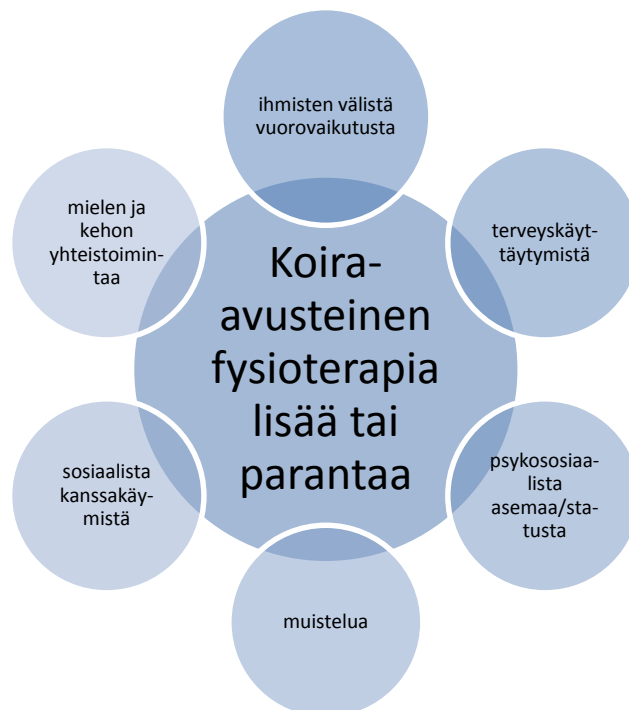 ihmisten välistä
vuorovaikutusta
terveyskäyt-
täytymistä
psykososiaa-
lista
asemaa/sta-
tusta
muistelua
sosiaalista
kanssakäy-
mistä
mielen ja
kehon
yhteistoimin-
taa
Koira-
avusteinen
fysioterapia
lisää tai
parantaa